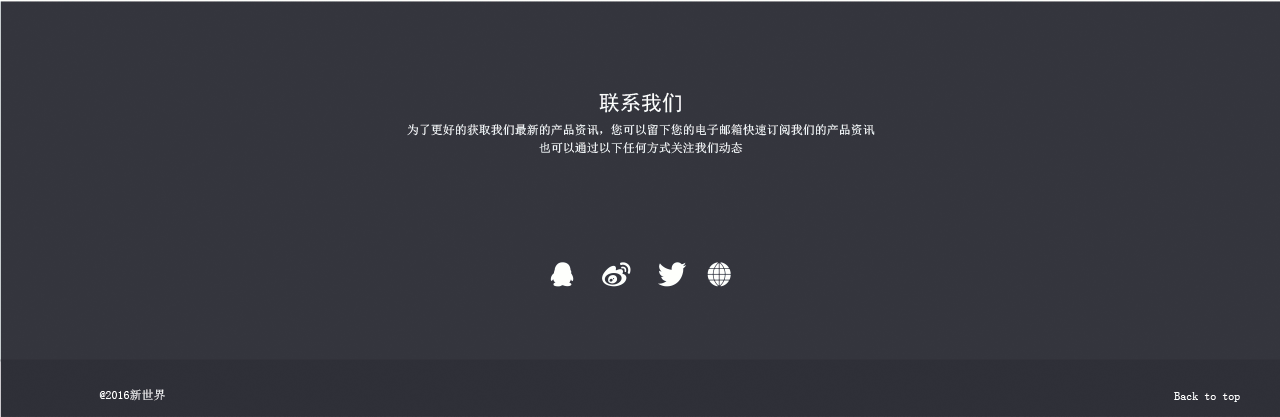 联系我们
为了更好的获取我们最新的产品资讯，您可以留下您的电子邮箱快速订阅我们的产品资讯
也可以通过以下任何方式关注我们动态
@2016新世界
Back to top